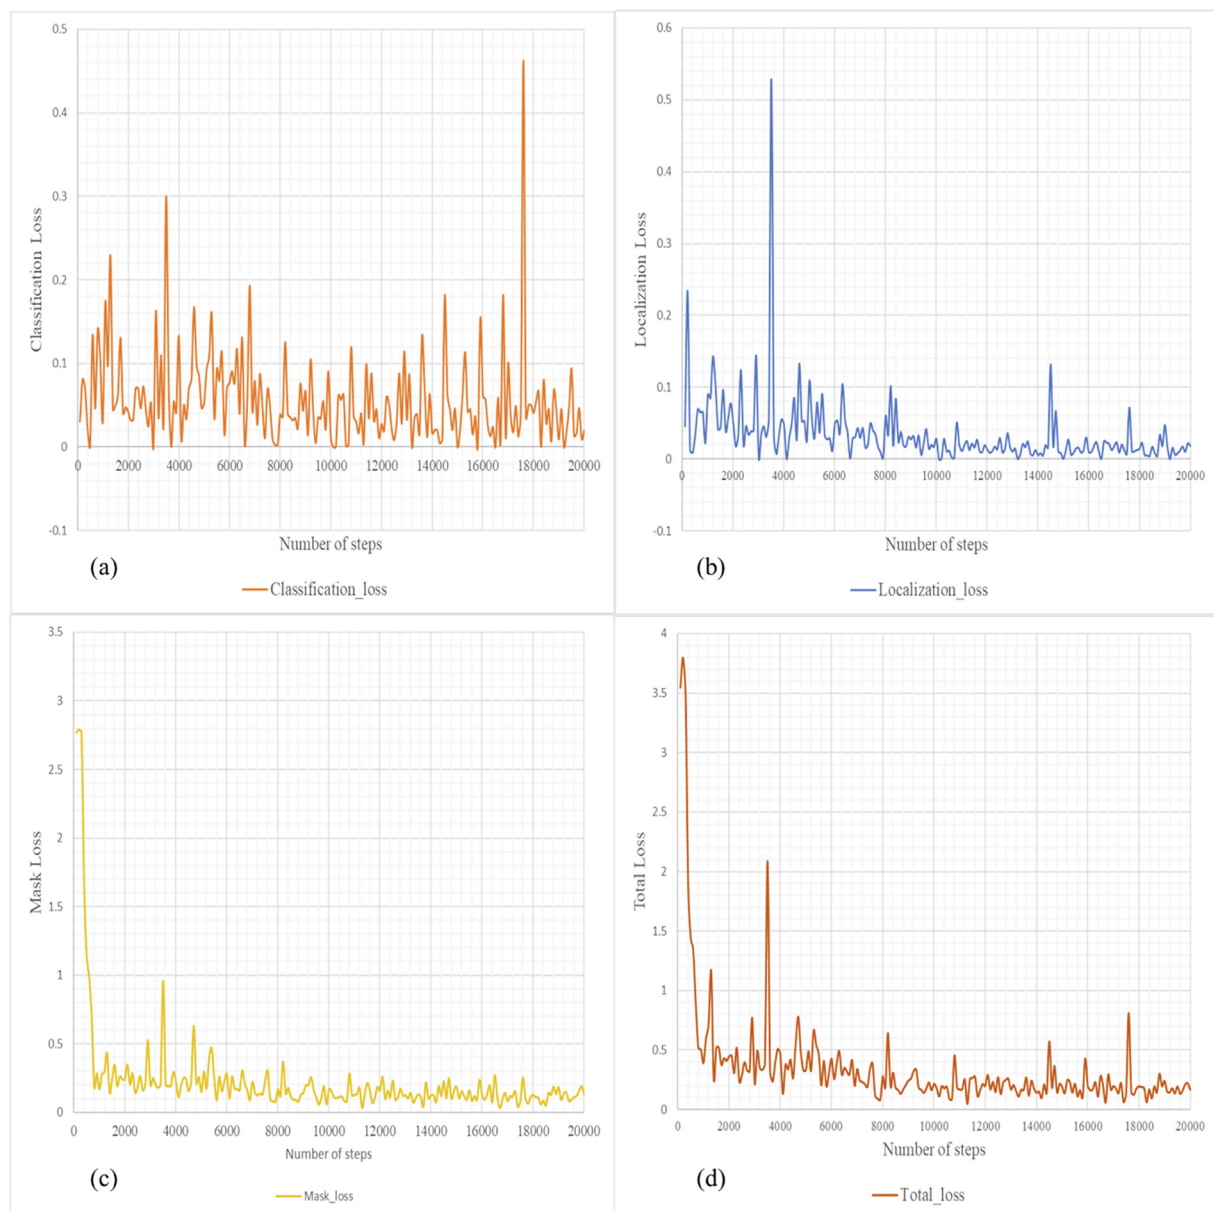 0.5
0.4
0.3
0.2
0.1
0
-0.1
Classification Loss
0 2000 4000 6000 8000 10000 12000 14000 16000 18000 20000
Number of steps
(a)
Classification_loss
0.6
0.5
0.4
0.3
0.2
0.1
0
-0.1
Localization Loss
0 2000 4000 6000 8000 10000 12000 14000 16000 18000 20000
Number of steps
(b)
Localization_loss
3.5
3
2.5
2
1.5
1
0.5
0
Mask Loss
0 2000 4000 6000 8000 10000 12000 14000 16000 18000 20000
Number of steps
(c)
Mask_loss
4
3.5
3
2.5
2
1.5
1
0.5
0
Total Loss
0 2000 4000 6000 8000 10000 12000 14000 16000 18000 20000
Number of steps
(d)
Total_loss